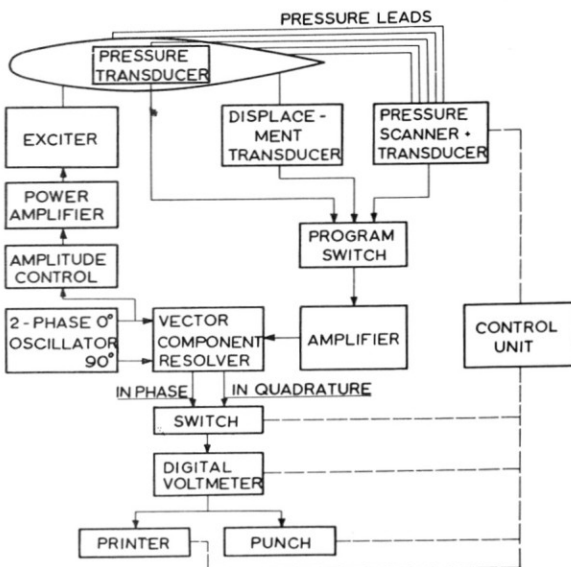 PRESSURE LEADS
PRESSURE
TRANSDUCER
EXCITER
DISPLACE-
MENT
TRANSDUCER
PRESSURE
SCANNER+
TRANSDUCER
POWER
AMPLIFIER
PROGRAM
SWITCH
AMPLITUDE
CONTROL
2-PHASE 0°
OSCILLATOR
90°
VECTOR
COMPONENT
RESOLVER
AMPLIFIER
CONTROL
UNIT
IN PHASE
IN QUADRATURE
SWITCH
DIGITAL
VOLTMETER
PRINTER
PUNCH